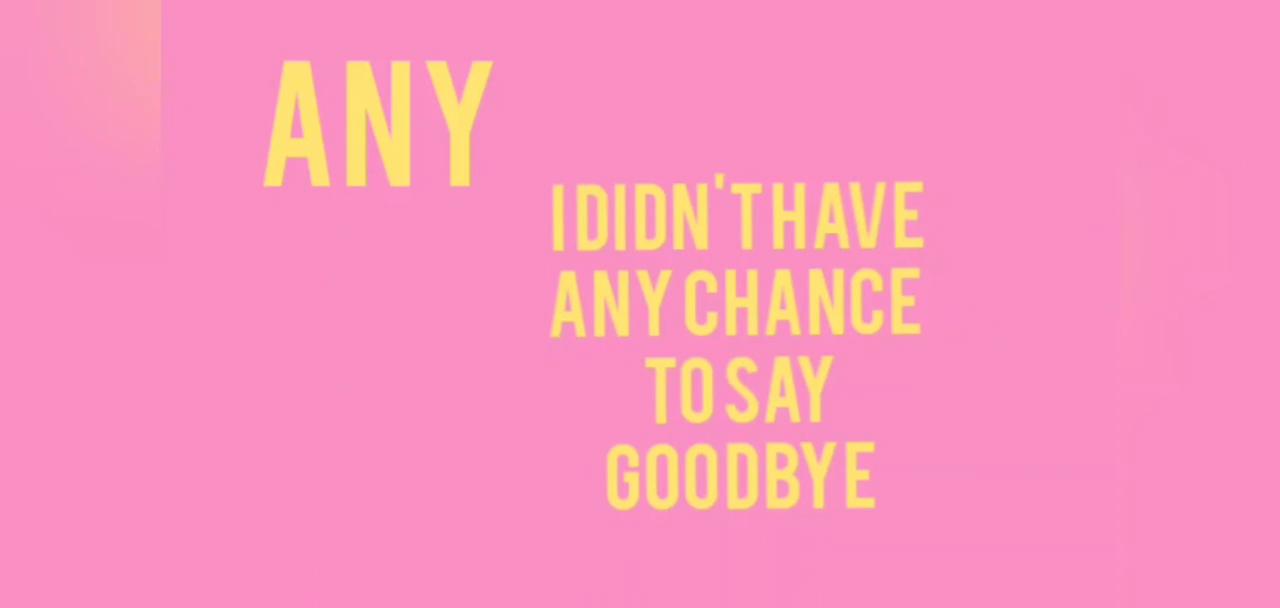 ANY
I DIDN'T HAVE
ANY CHANCE
TO SAY
GOODBYE